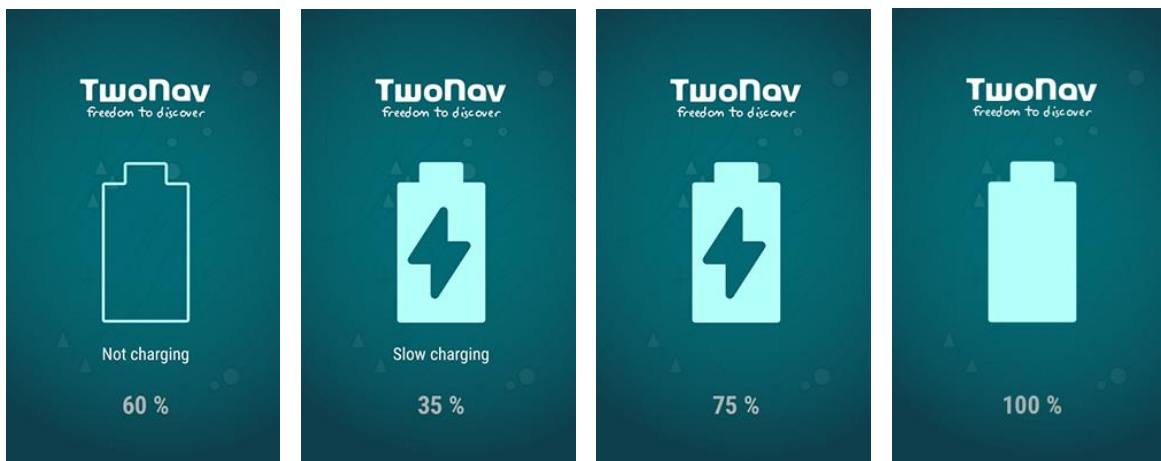 TwoNav
freedom to discover
Not charging
60 %
TwoNav
freedom to discover
Slow charging
35 %
TwoNav
freedom to discover
75 %
TwoNav
freedom to discover
100 %